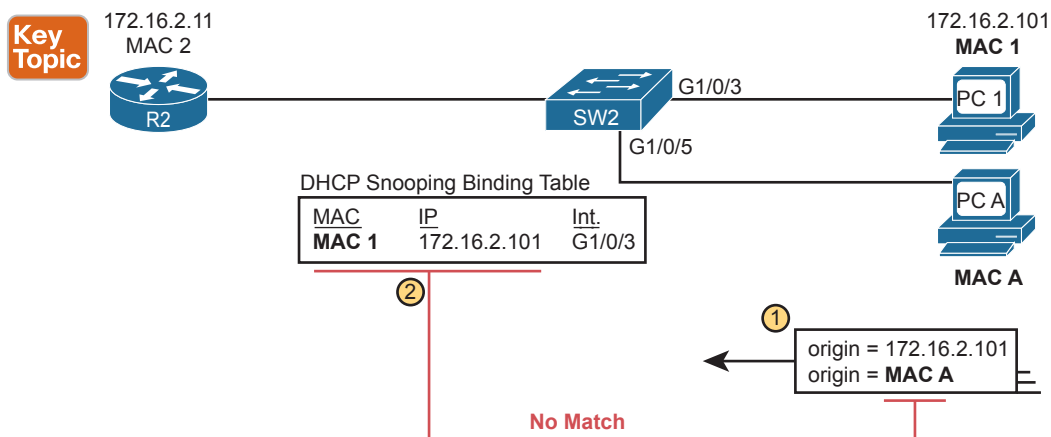 Key
Topic
172.16.2.11
MAC 2
R2
SW2
G1/0/3
G1/0/5
172.16.2.101
MAC 1
PC 1
PC A
MAC A
DHCP Snooping Binding Table
MAC IP Int.
MAC 1 172.16.2.101 G1/0/3
2
1
origin = 172.16.2.101
origin = MAC A
No Match